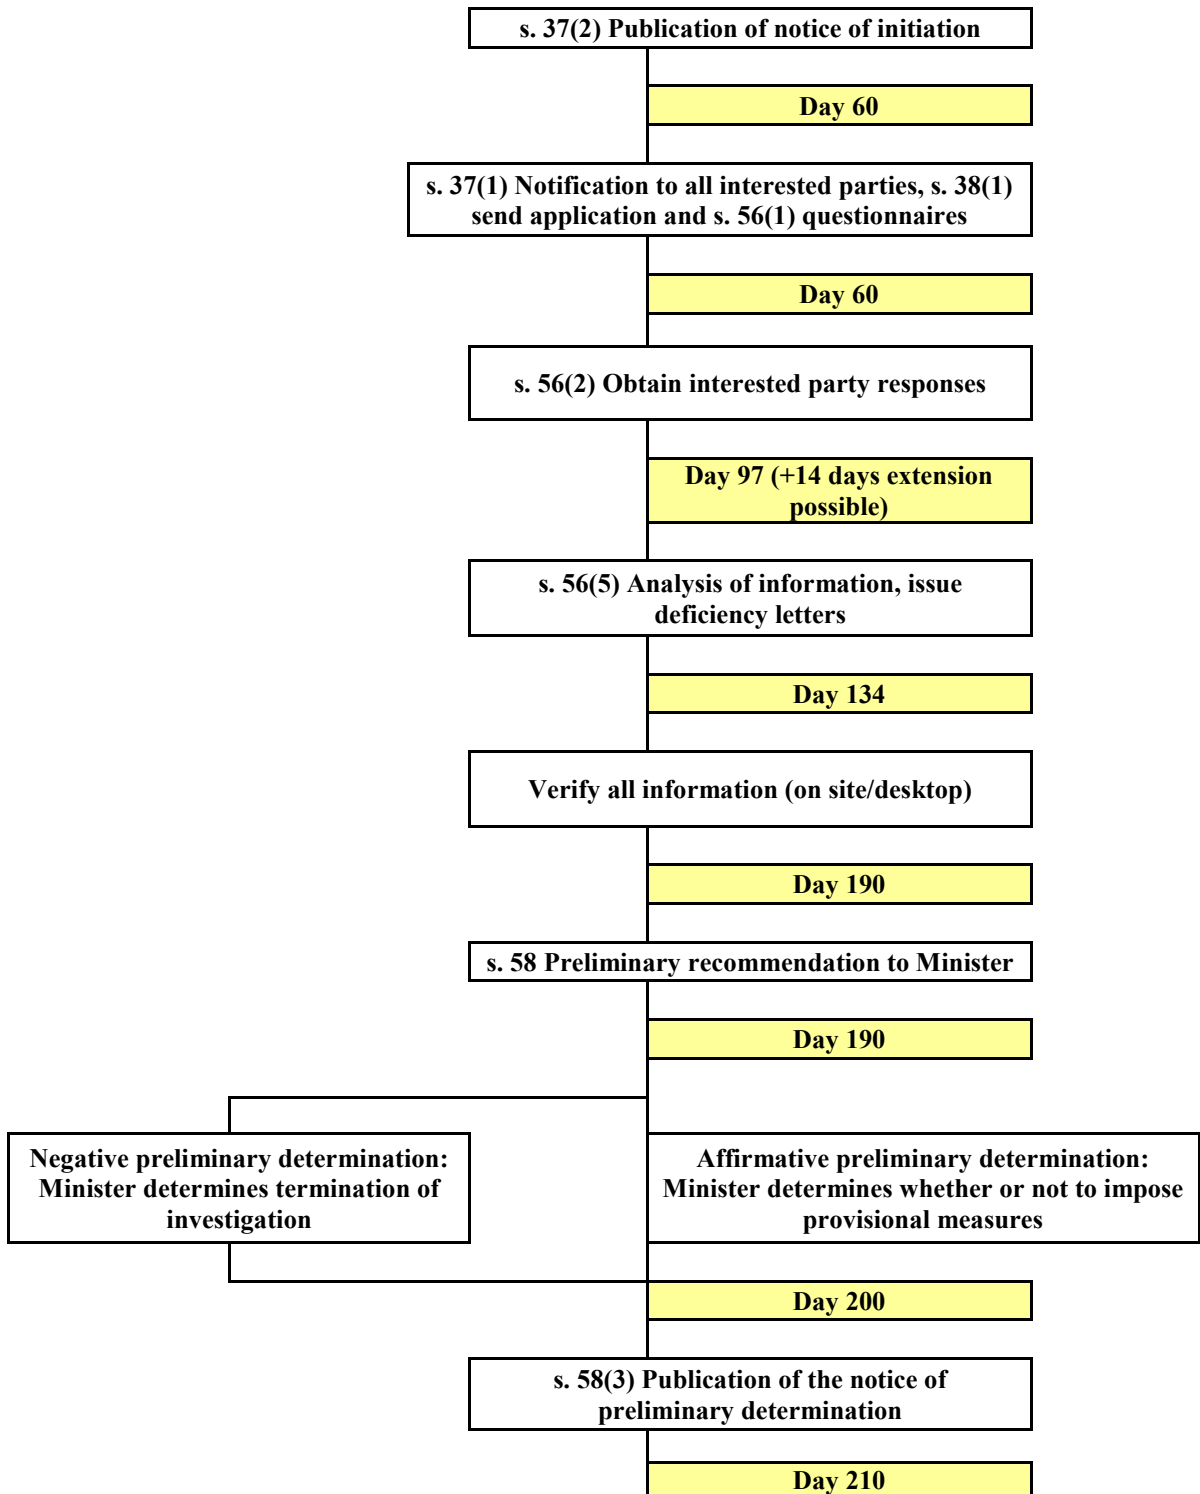 s. 37(2) Publication of notice of initiation
Day 60
s. 37(1) Notification to all interested parties, s. 38(1)
send application and s. 56(1) questionnaires
Day 60
s. 56(2) Obtain interested party responses
Day 97 (+14 days extension
possible)
s. 56(5) Analysis of information, issue
deficiency letters
Day 134
Verify all information (on site/desktop)
Day 190
s. 58 Preliminary recommendation to Minister
Day 190
Negative preliminary determination:
Minister determines termination of
investigation
Affirmative preliminary determination:
Minister determines whether or not to impose
provisional measures
Day 200
s. 58(3) Publication of the notice of
preliminary determination
Day 210